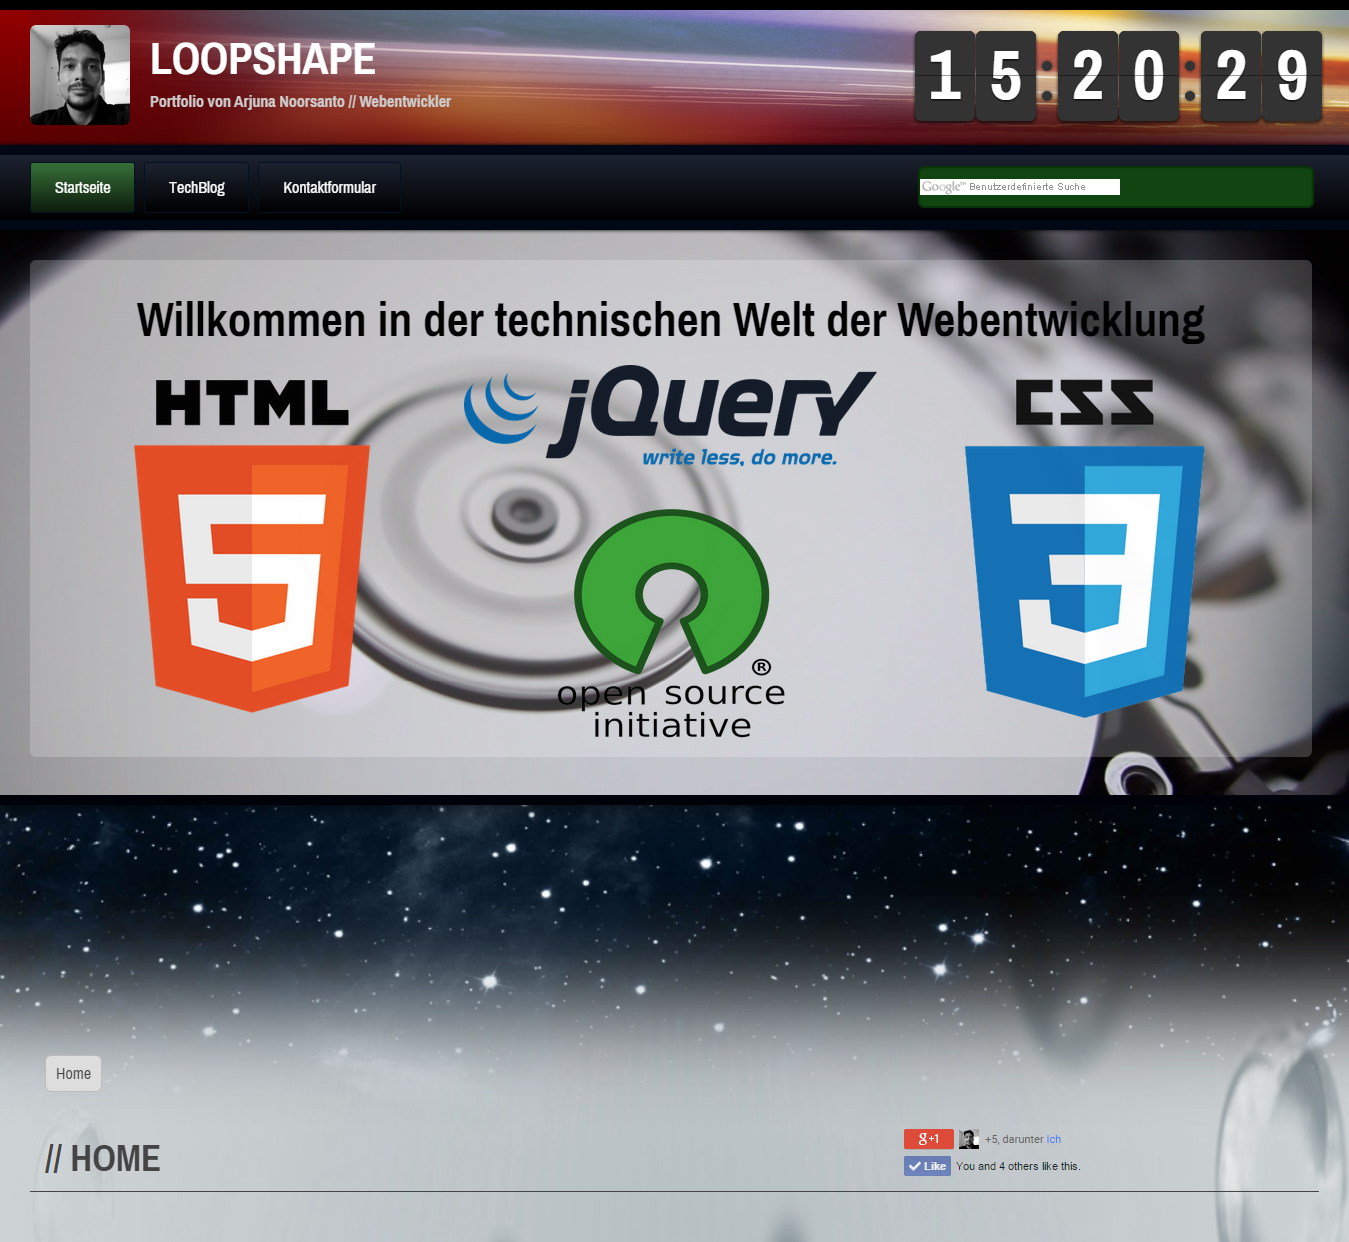 LOOPSHAPE
Portfolio von Arjuna Noorsanto // Webentwickler
15:20:29
Startseite
TechBlog
Kontaktformular
Google™ Benutzerdefinierte Suche
Willkommen in der technischen Welt der Webentwicklung
HTML
5
jQuery
write less, do more.
CSS
3
®
open source
initiative
Home
// HOME
g+1
+5, darunter Ich
Like
You and 4 others like this.